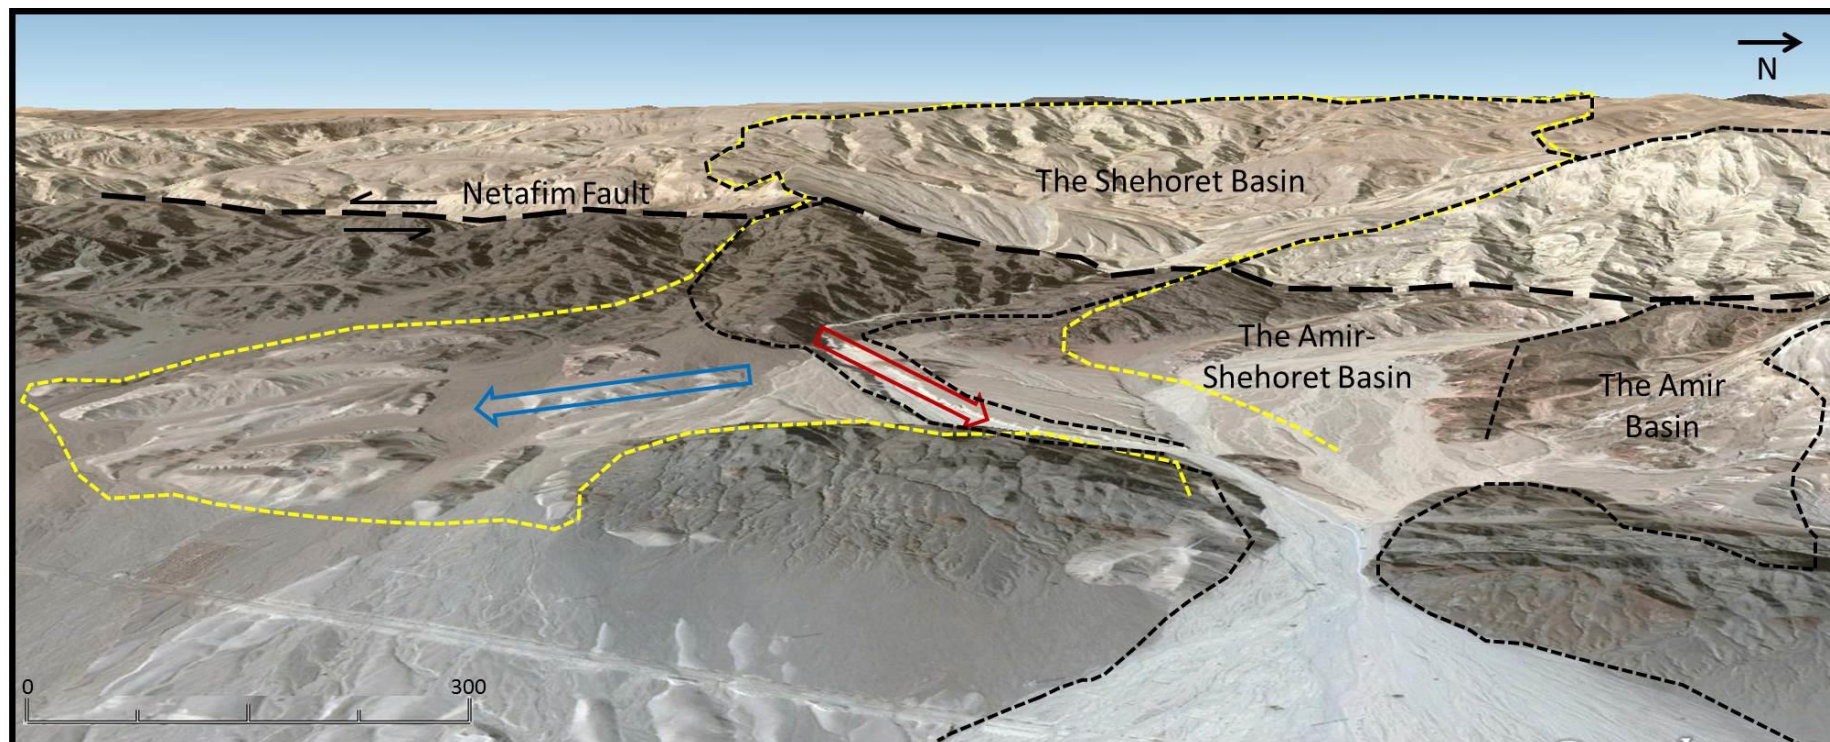 N
Netafim Fault
The Shehoret Basin
The Amir-
Shehoret Basin
The Amir
Basin
0
300